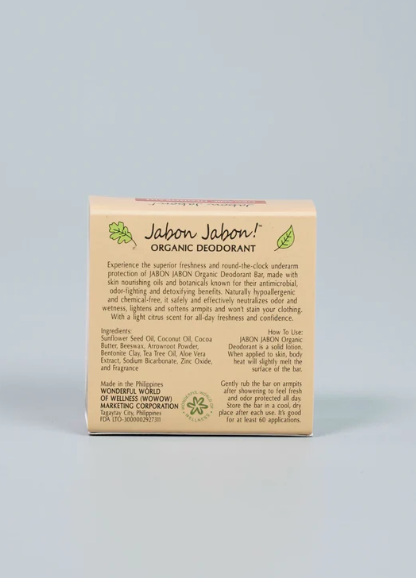 Jabon Jabon!™
ORGANIC DEODORANT
Experience the superior freshness and round-the-clock underarm
protection of JABON JABON Organic Deodorant Bar, made with
skin nourishing oils and botanicals known for their antimicrobial,
odor-fighting and detoxifying benefits. Naturally hypoallergenic
and chemical-free, it safely and effectively neutralizes odor and
wetness, lightens and softens armpits and won't stain your clothing.
With a light citrus scent for all-day freshness and confidence.
Ingredients:
Sunflower Seed Oil, Coconut Oil, Cocoa
Butter, Beeswax, Arrowroot Powder,
Bentonite Clay, Tea Tree Oil, Aloe Vera
Extract, Sodium Bicarbonate, Zinc Oxide,
and Fragrance
Made in the Philippines
WONDERFUL WORLD
OF WELLNESS (WOWOW)
MARKETING CORPORATION
Tagaytay City, Philippines
How To Use:
JABON JABON Organic
Deodorant is a solid lotion.
When applied to skin, body
heat will slightly melt the
surface of the bar.
Gently rub the bar on armpits
after showering to feel fresh
and odor protected all day.
Store the bar in a cool, dry
place after each use. It's good
for at least 60 applications.